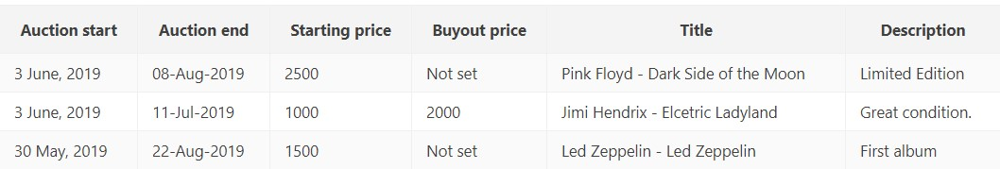 Auction start Auction end Starting price Buyout price Title Description
3 June, 2019 08-Aug-2019 2500 Not set Pink Floyd - Dark Side of the Moon Limited Edition
3 June, 2019 11-Jul-2019 1000 2000 Jimi Hendrix - Elcetric Ladyland Great condition.
30 May, 2019 22-Aug-2019 1500 Not set Led Zeppelin - Led Zeppelin First album